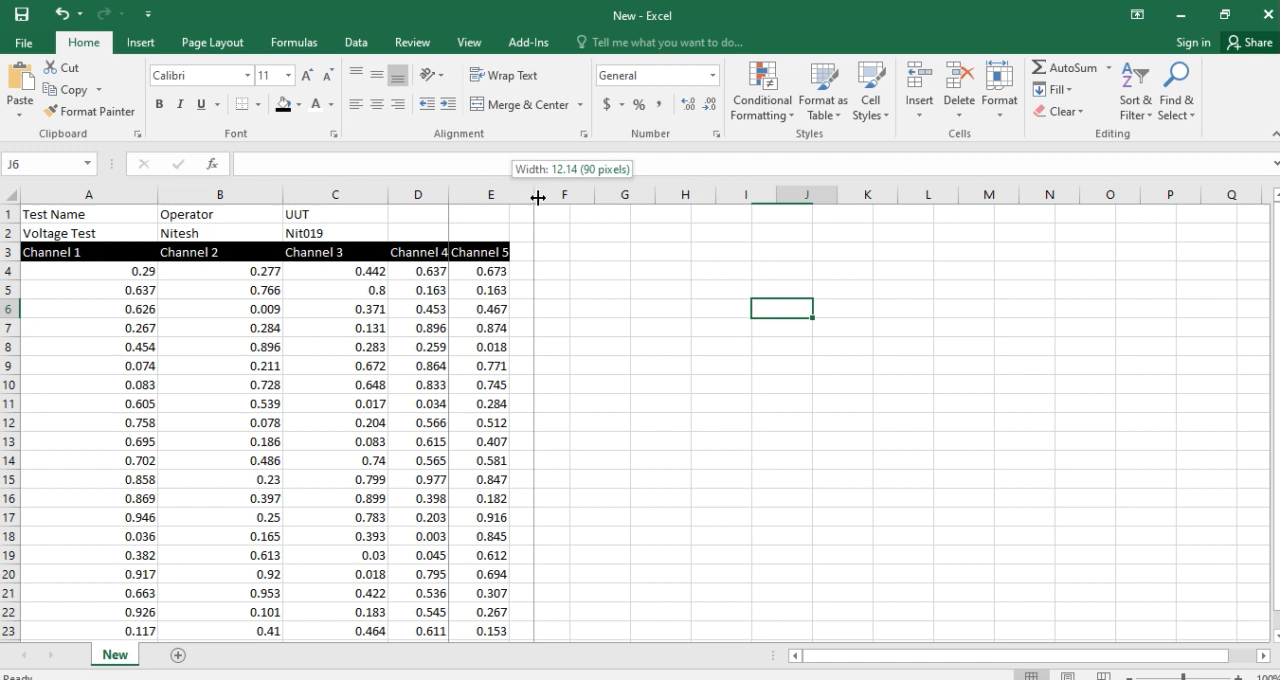 New - Excel
File Home Insert Page Layout Formulas Data Review View Add-Ins Tell me what you want to do... Sign in Share
Paste Cut Copy Format Painter Clipboard
Calibri 11 A A B I U A Font
Wrap Text Merge & Center Alignment
General $ % , Number
Conditional Formatting Format as Table Cell Styles Styles
Insert Delete Format Cells
AutoSum Fill Clear Sort & Filter Find & Select Editing
J6 fx
Width: 12.14 (90 pixels)
A B C D E F G H I J K L M N O P Q
1 Test Name Operator UUT
2 Voltage Test Nitesh Nit019
3 Channel 1 Channel 2 Channel 3 Channel 4 Channel 5
4 0.29 0.277 0.442 0.637 0.673
5 0.637 0.766 0.8 0.163 0.163
6 0.626 0.009 0.371 0.453 0.467
7 0.267 0.284 0.131 0.896 0.874
8 0.454 0.896 0.283 0.259 0.018
9 0.074 0.211 0.672 0.864 0.771
10 0.083 0.728 0.648 0.833 0.745
11 0.605 0.539 0.017 0.034 0.284
12 0.758 0.078 0.204 0.566 0.512
13 0.695 0.186 0.083 0.615 0.407
14 0.702 0.486 0.74 0.565 0.581
15 0.858 0.23 0.799 0.977 0.847
16 0.869 0.397 0.899 0.398 0.182
17 0.946 0.25 0.783 0.203 0.916
18 0.036 0.165 0.393 0.003 0.845
19 0.382 0.613 0.03 0.045 0.612
20 0.917 0.92 0.018 0.795 0.694
21 0.663 0.953 0.422 0.536 0.307
22 0.926 0.101 0.183 0.545 0.267
23 0.117 0.41 0.464 0.611 0.153
New
Ready 100%